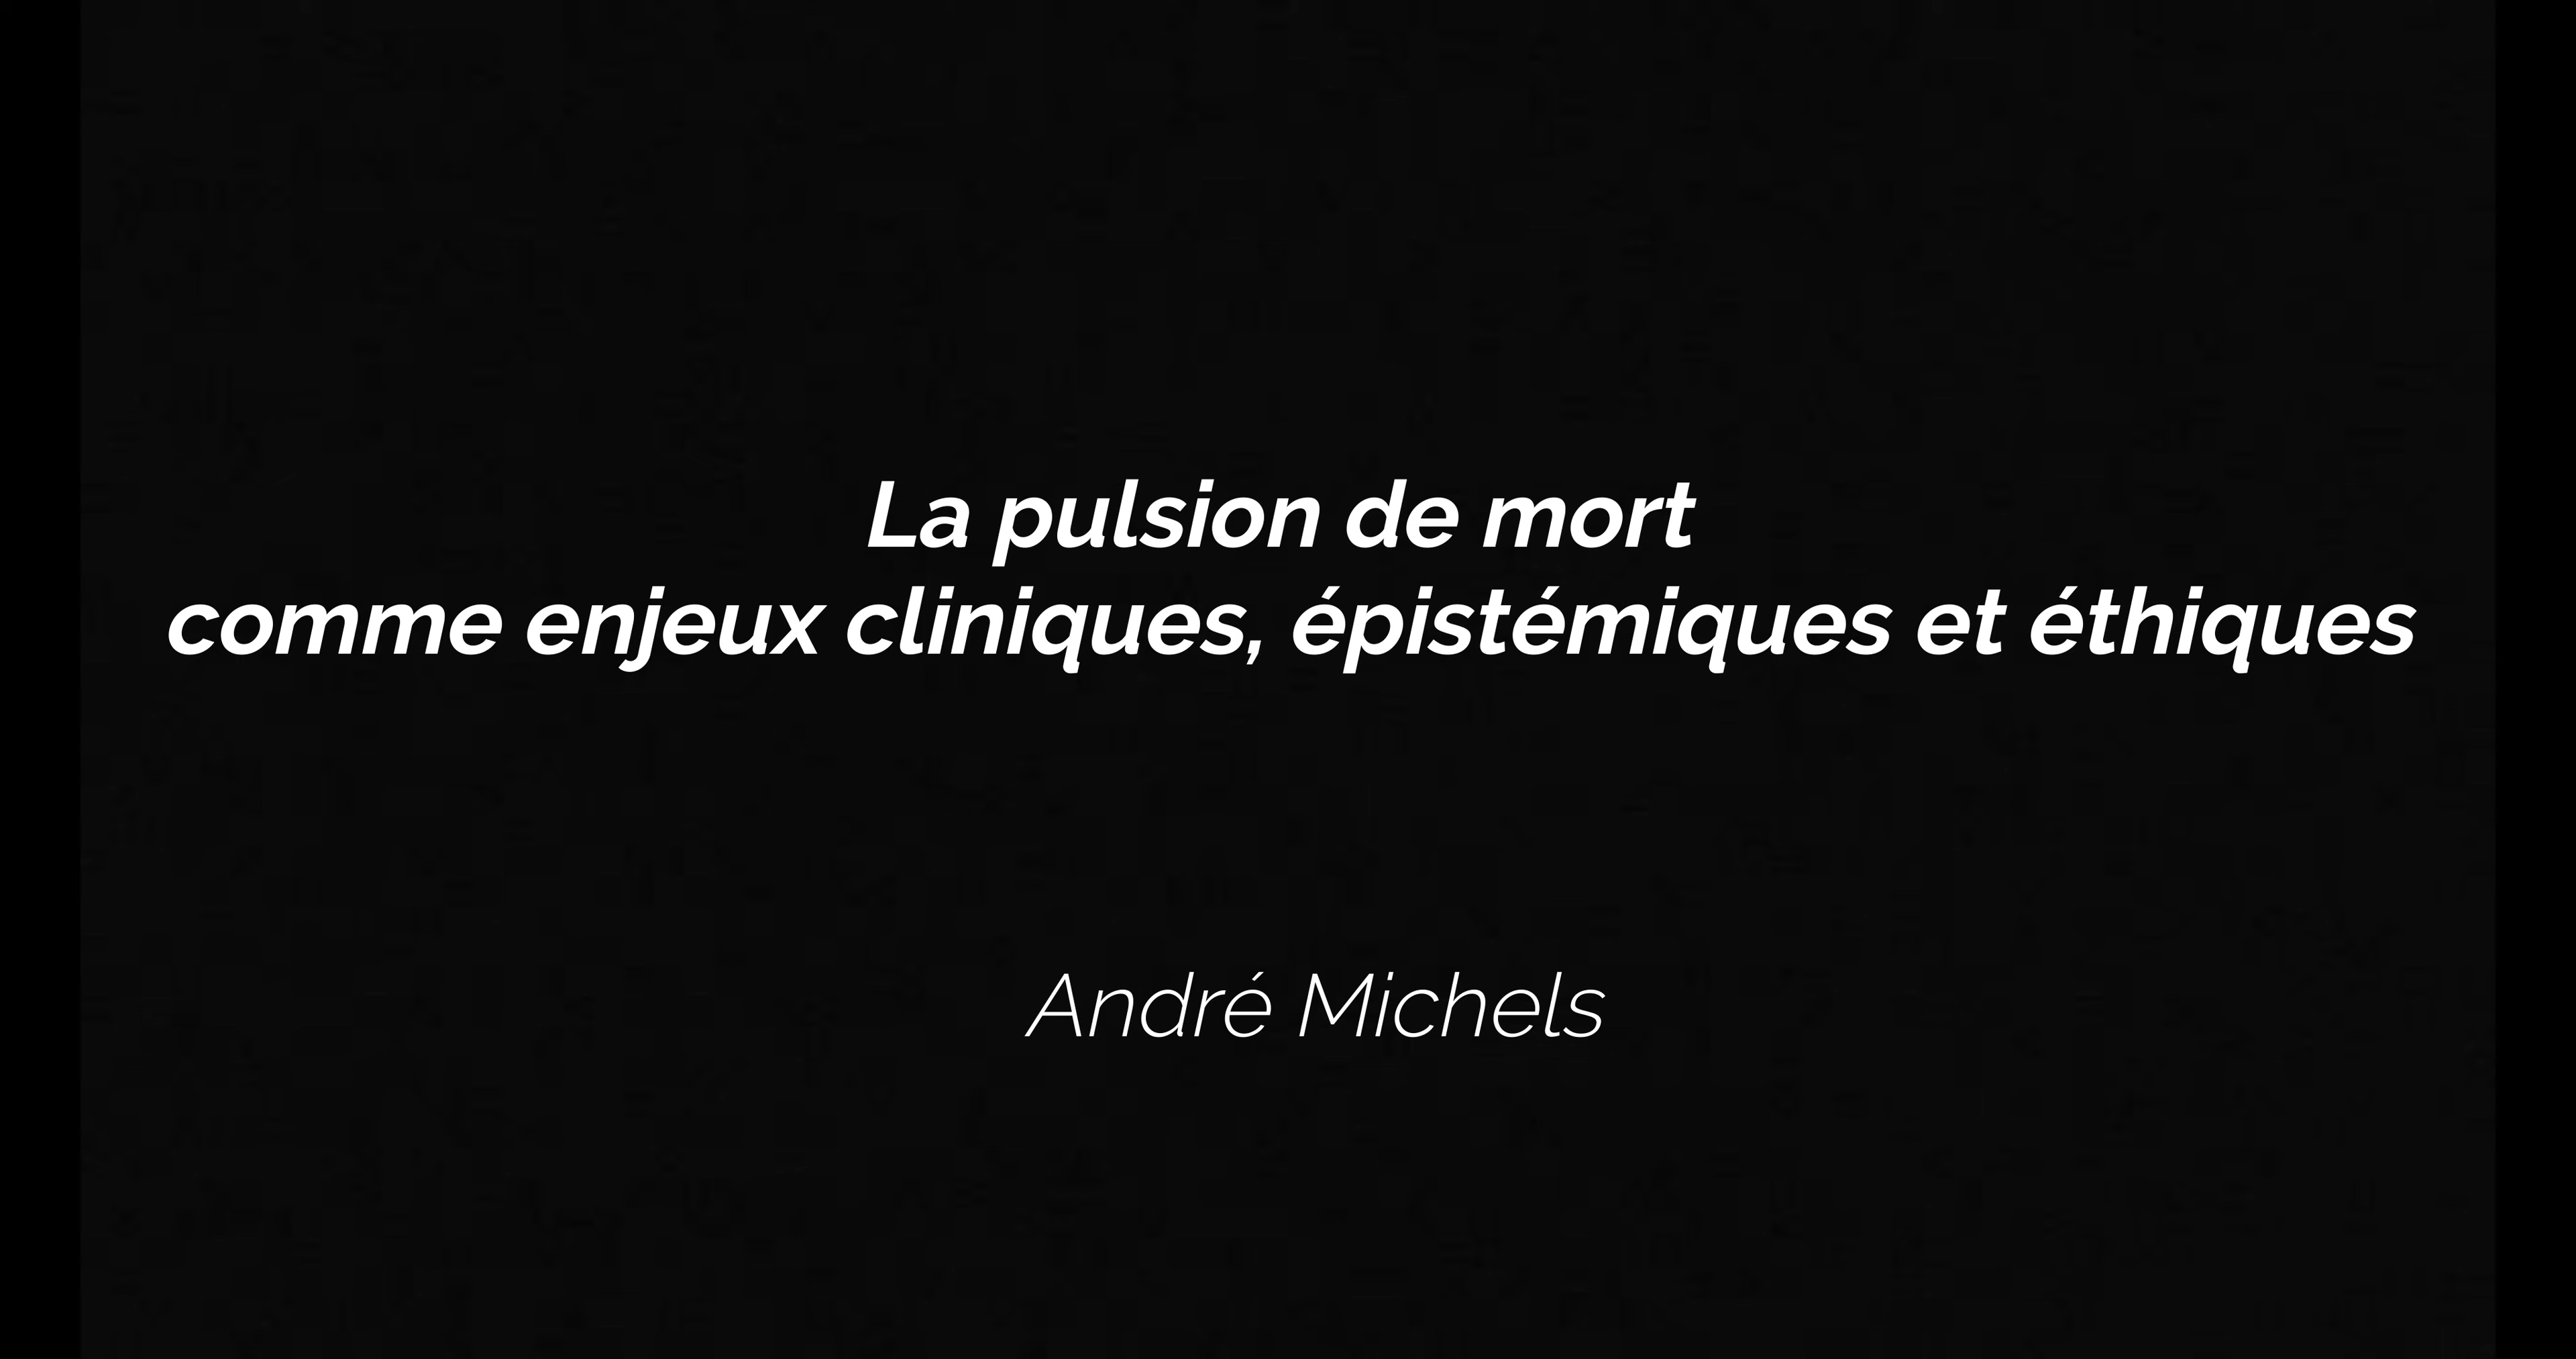 La pulsion de mort
comme enjeux cliniques, épistémiques et éthiques
André Michels